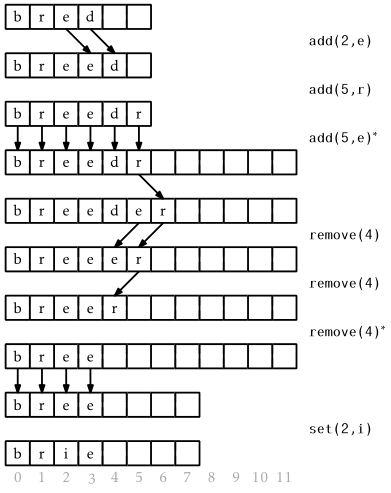 b r e d
add(2,e)
b r e e d
add(5,r)
b r e e d r
add(5,e)*
b r e e d r
b r e e d e r
remove(4)
b r e e e r
remove(4)
b r e e r
remove(4)*
b r e e
b r e e
set(2,i)
b r i e
0 1 2 3 4 5 6 7 8 9 10 11